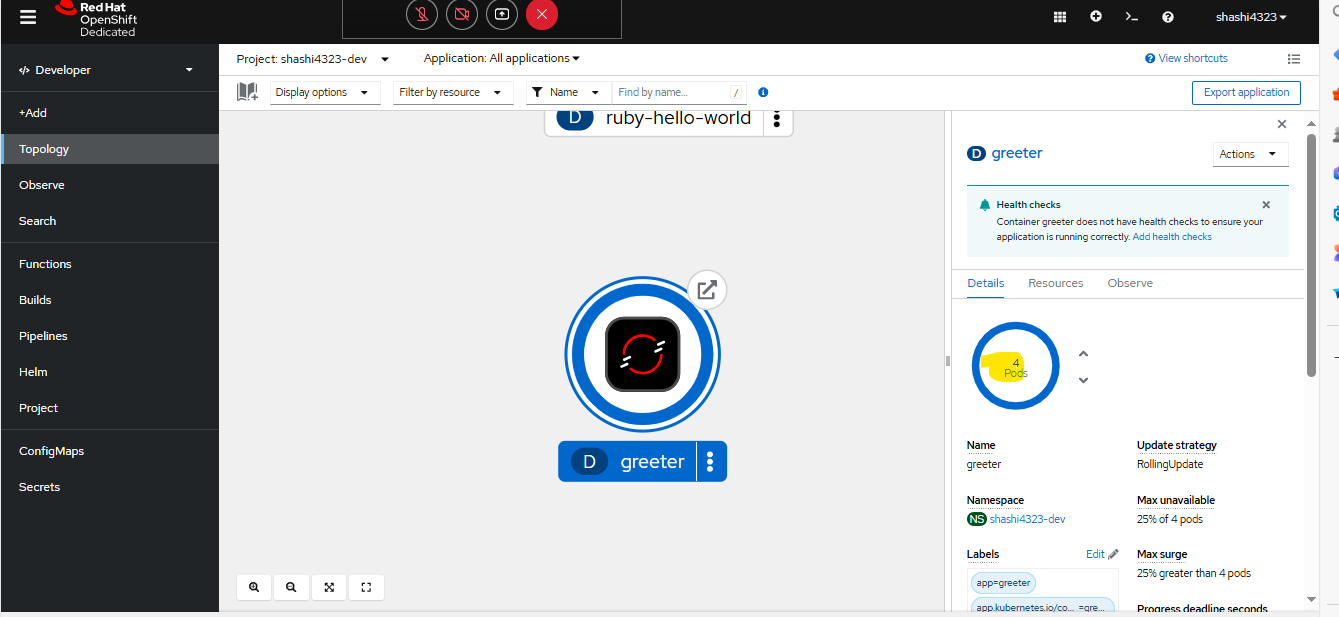 Red Hat
OpenShift
Dedicated
shashi4323
Developer
+Add
Topology
Observe
Search
Functions
Builds
Pipelines
Helm
Project
ConfigMaps
Secrets
Project: shashi4323-dev
Application: All applications
View shortcuts
Display options
Filter by resource
Name
Find by name...
/
Export application
D ruby-hello-world
D greeter
D greeter
Actions
Health checks
Container greeter does not have health checks to ensure your
application is running correctly. Add health checks
Details Resources Observe
4
Pods
Name
greeter
Update strategy
RollingUpdate
Namespace
NS shashi4323-dev
Max unavailable
25% of 4 pods
Labels
Edit
app=greeter
app.kubernetes.io/co... =gre...
Max surge
25% greater than 4 pods
Progress deadline seconds